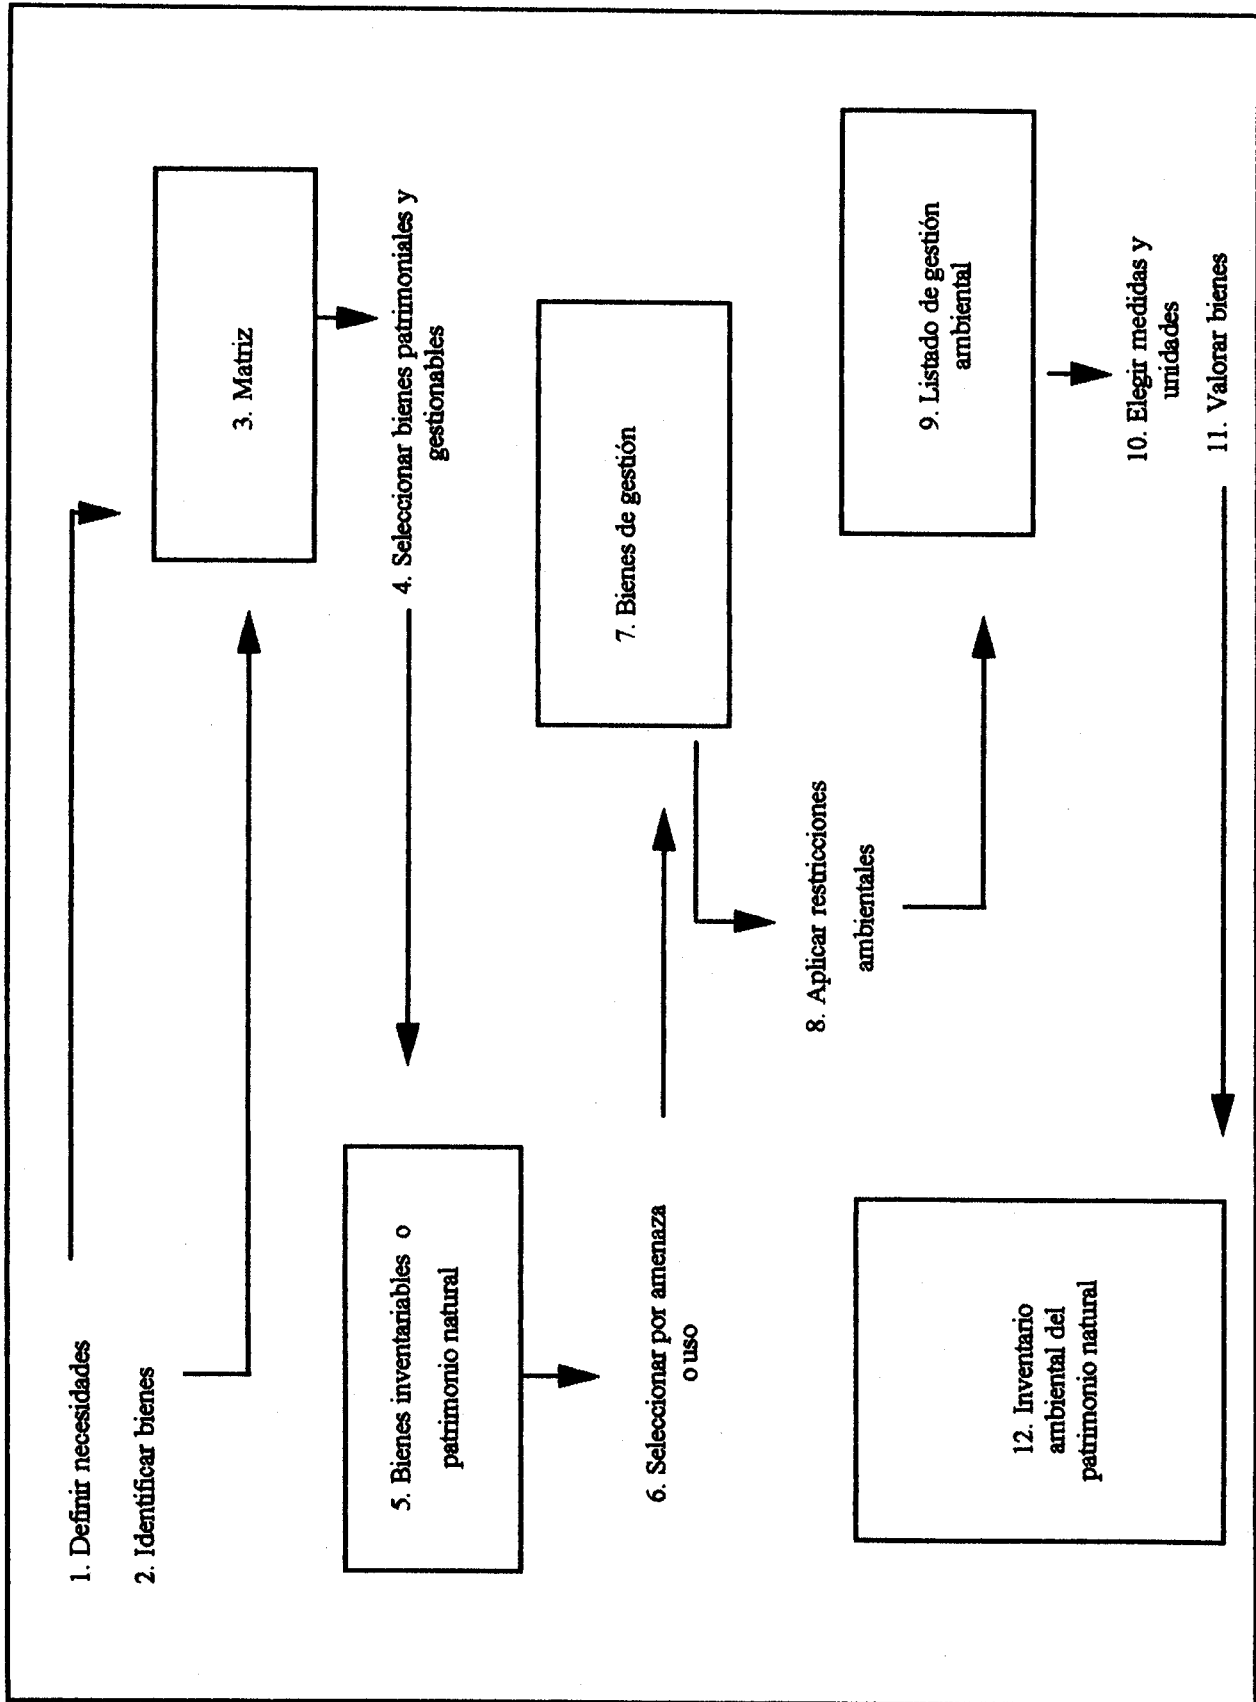 1. Definir necesidades
2. Identificar bienes
3. Matriz
4. Seleccionar bienes patrimoniales y
gestionables
5. Bienes inventariables o
patrimonio natural
6. Seleccionar por amenaza
o uso
7. Bienes de gestión
8. Aplicar restricciones
ambientales
9. Listado de gestión
ambiental
10. Elegir medidas y
unidades
11. Valorar bienes
12. Inventario
ambiental del
patrimonio natural